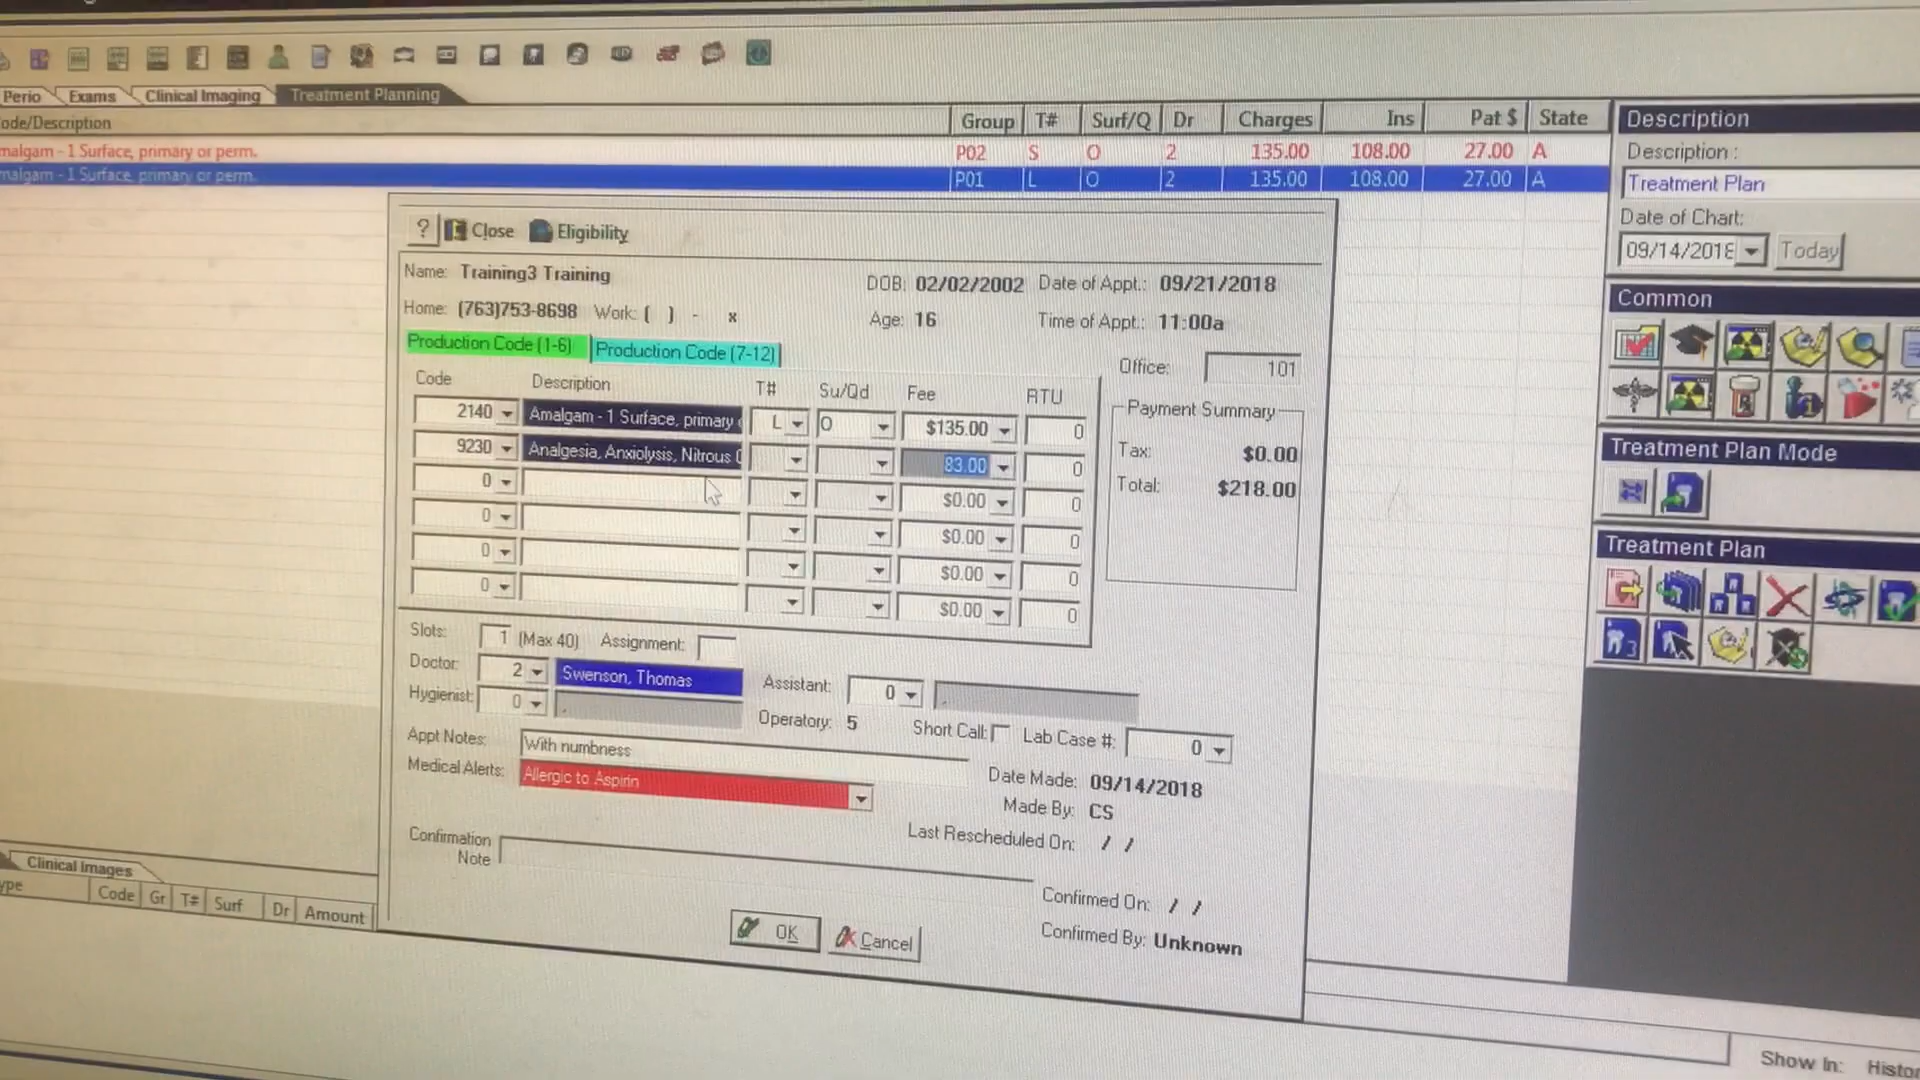 Perio Exams Clinical Imaging Treatment Planning
ode/Description Group T# Surf/Q Dr Charges Ins Pat $ State
malgam - 1 Surface, primary or perm. P02 S O 2 135.00 108.00 27.00 A
malgam - 1 Surface, primary or perm. P01 L O 2 135.00 108.00 27.00 A
Description
Description :
Treatment Plan
Date of Chart:
09/14/2018 Today
Common
Treatment Plan Mode
Treatment Plan
? Close Eligibility
Name: Training3 Training DOB: 02/02/2002 Date of Appt.: 09/21/2018
Home: (763)753-8698 Work: ( ) - x Age: 16 Time of Appt.: 11:00a
Production Code (1-6) Production Code (7-12)
Office: 101
Code Description T# Su/Qd Fee RTU
2140 Amalgam - 1 Surface, primary L O $135.00 0
9230 Analgesia, Anxiolysis, Nitrous 83.00 0
0 $0.00 0
0 $0.00 0
0 $0.00 0
0 $0.00 0
Payment Summary
Tax: $0.00
Total: $218.00
Slots: 1 (Max 40) Assignment:
Doctor: 2 Swenson, Thomas Assistant: 0 ,
Hygienist: 0 , Operatory: 5 Short Call: Lab Case #: 0
Appt Notes: With numbness
Medical Alerts: Allergic to Aspirin
Date Made: 09/14/2018
Made By: CS
Last Rescheduled On: / /
Confirmation
Note
Confirmed On: / /
Confirmed By: Unknown
OK Cancel
Clinical Images
ype Code Gr T# Surf Dr Amount
Show In: Histor